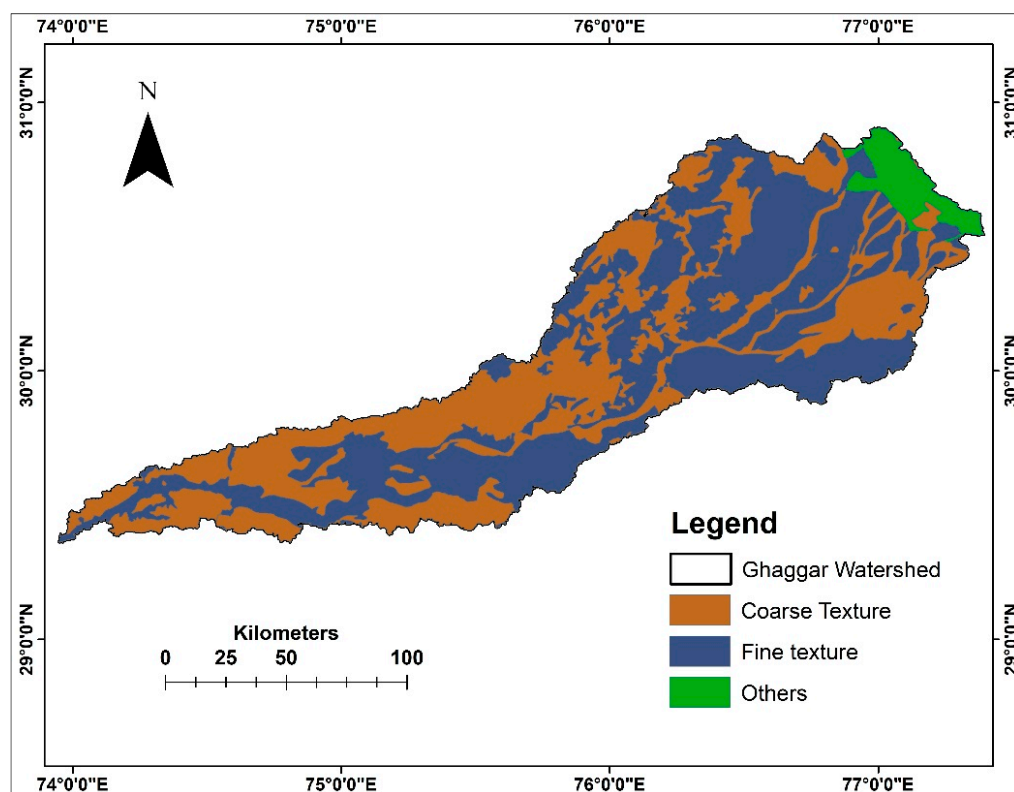 74°0'0"E 75°0'0"E 76°0'0"E 77°0'0"E
31°0'0"N
31°0'0"N
N
30°0'0"N
30°0'0"N
Legend
Ghaggar Watershed
Coarse Texture
Fine texture
Others
Kilometers
0 25 50 100
29°0'0"N
29°0'0"N
74°0'0"E 75°0'0"E 76°0'0"E 77°0'0"E